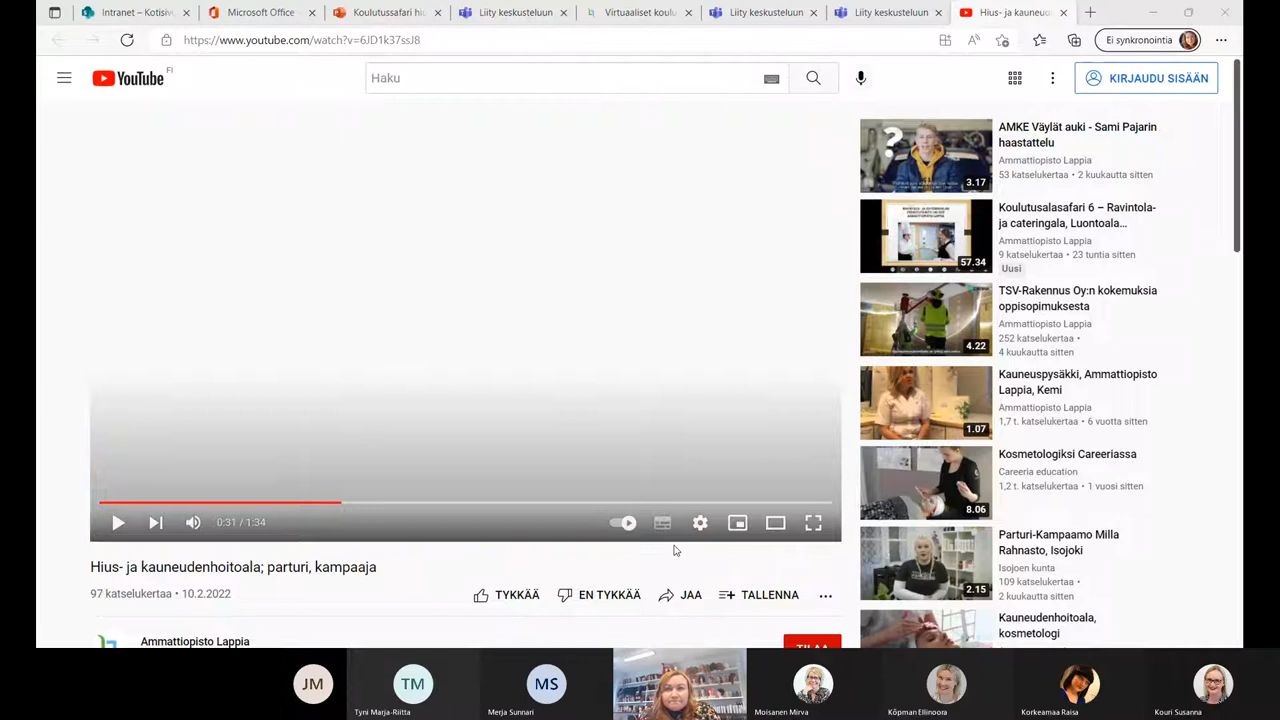 Intranet – Kotisiv
Microsoft Office
Koulutussafari hiu
Liity keskusteluun
Virtuaaliset koulu
Liity keskusteluun
Liity keskusteluun
Hius- ja kauneud
https://www.youtube.com/watch?v=6JD1k37ssJ8
Ei synkronointia
YouTube
FI
Haku
KIRJAUDU SISÄÄN
AMKE Väylät auki - Sami Pajarin
haastattelu
Ammattiopisto Lappia
53 katselukertaa • 2 kuukautta sitten
3.17
Koulutusalasafari 6 – Ravintola-
ja cateringala, Luontoala...
Ammattiopisto Lappia
9 katselukertaa • 23 tuntia sitten
Uusi
57.34
TSV-Rakennus Oy:n kokemuksia
oppisopimuksesta
Ammattiopisto Lappia
252 katselukertaa •
4 kuukautta sitten
4.22
Kauneuspysäkki, Ammattiopisto
Lappia, Kemi
Ammattiopisto Lappia
1,7 t. katselukertaa • 6 vuotta sitten
1.07
Kosmetologiksi Careeriassa
Careeria education
1,2 t. katselukertaa • 1 vuosi sitten
8.06
Parturi-Kampaamo Milla
Rahnasto, Isojoki
Isojoen kunta
109 katselukertaa •
2 kuukautta sitten
2.15
Kauneudenhoitoala,
kosmetologi
0:31 / 1:34
Hius- ja kauneudenhoitoala; parturi, kampaaja
97 katselukertaa • 10.2.2022
TYKKÄÄ
EN TYKKÄÄ
JAA
TALLENNA
Ammattiopisto Lappia
TILAA
JM
TM
Tyni Marja-Riitta
MS
Merja Sunnari
Moisanen Mirva
Köpman Ellinoora
Korkeamaa Raisa
Kouri Susanna